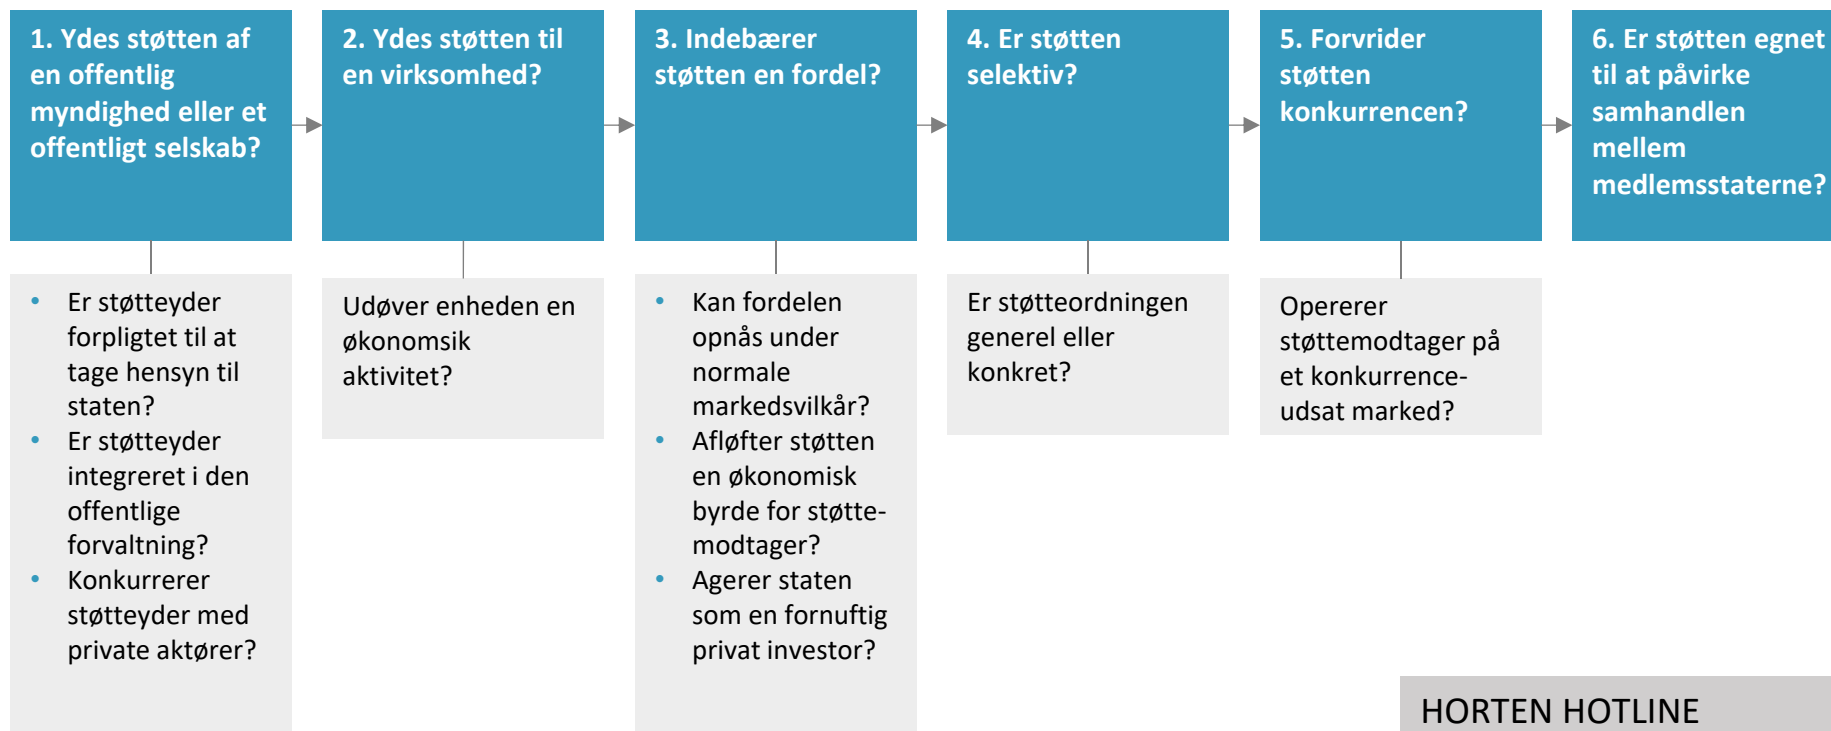 1. Ydes støtten af
en offentlig
myndighed eller et
offentligt selskab?
2. Ydes støtten til
en virksomhed?
3. Indebærer
støtten en fordel?
4. Er støtten
selektiv?
5. Forvrider
støtten
konkurrencen?
6. Er støtten egnet
til at påvirke
samhandlen
mellem
medlemsstaterne?
• Er støtteyder
forpligtet til at
tage hensyn til
staten?
• Er støtteyder
integreret i den
offentlige
forvaltning?
• Konkurrerer
støtteyder med
private aktører?
Udøver enheden en
økonomsik
aktivitet?
• Kan fordelen
opnås under
normale
markedsvilkår?
• Afløfter støtten
en økonomisk
byrde for støtte-
modtager?
• Agerer staten
som en fornuftig
privat investor?
Er støtteordningen
generel eller
konkret?
Opererer
støttemodtager på
et konkurrence-
udsat marked?
HORTEN HOTLINE